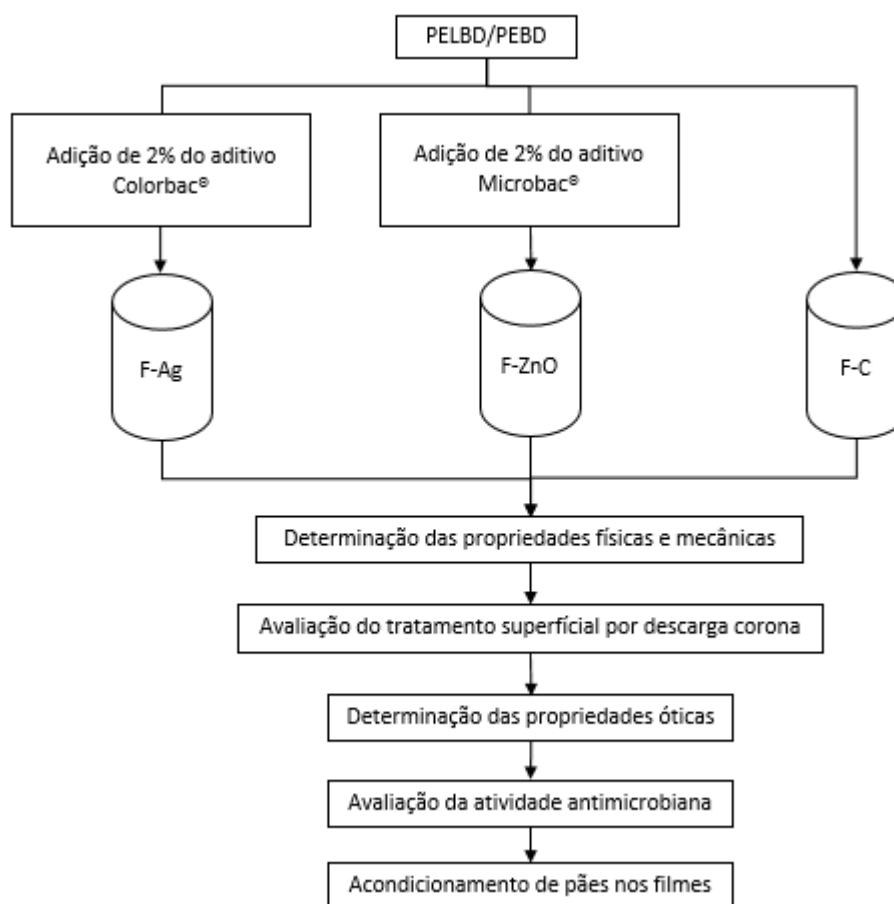 PELBD/PEBD
Adição de 2% do aditivo
Colorbac®
Adição de 2% do aditivo
Microbac®
F-Ag
F-ZnO
F-C
Determinação das propriedades físicas e mecânicas
Avaliação do tratamento superfícial por descarga corona
Determinação das propriedades óticas
Avaliação da atividade antimicrobiana
Acondicionamento de pães nos filmes